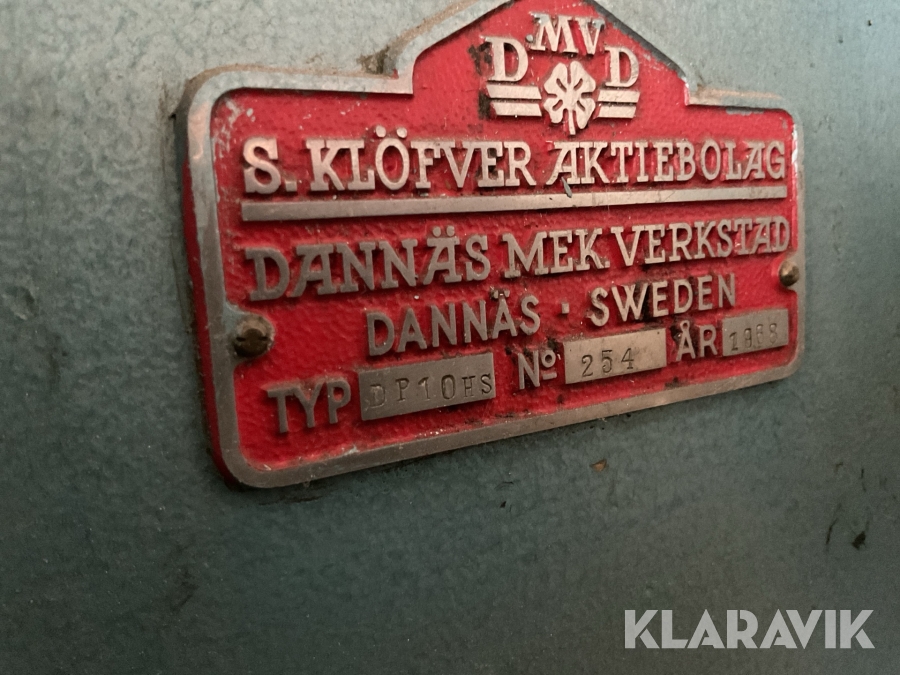 DMVD
S. KLÖFVER AKTIEBOLAG
DANNÄS MEK. VERKSTAD
DANNÄS · SWEDEN
TYP DP10HS Nº 254 ÅR
KLARAVIK